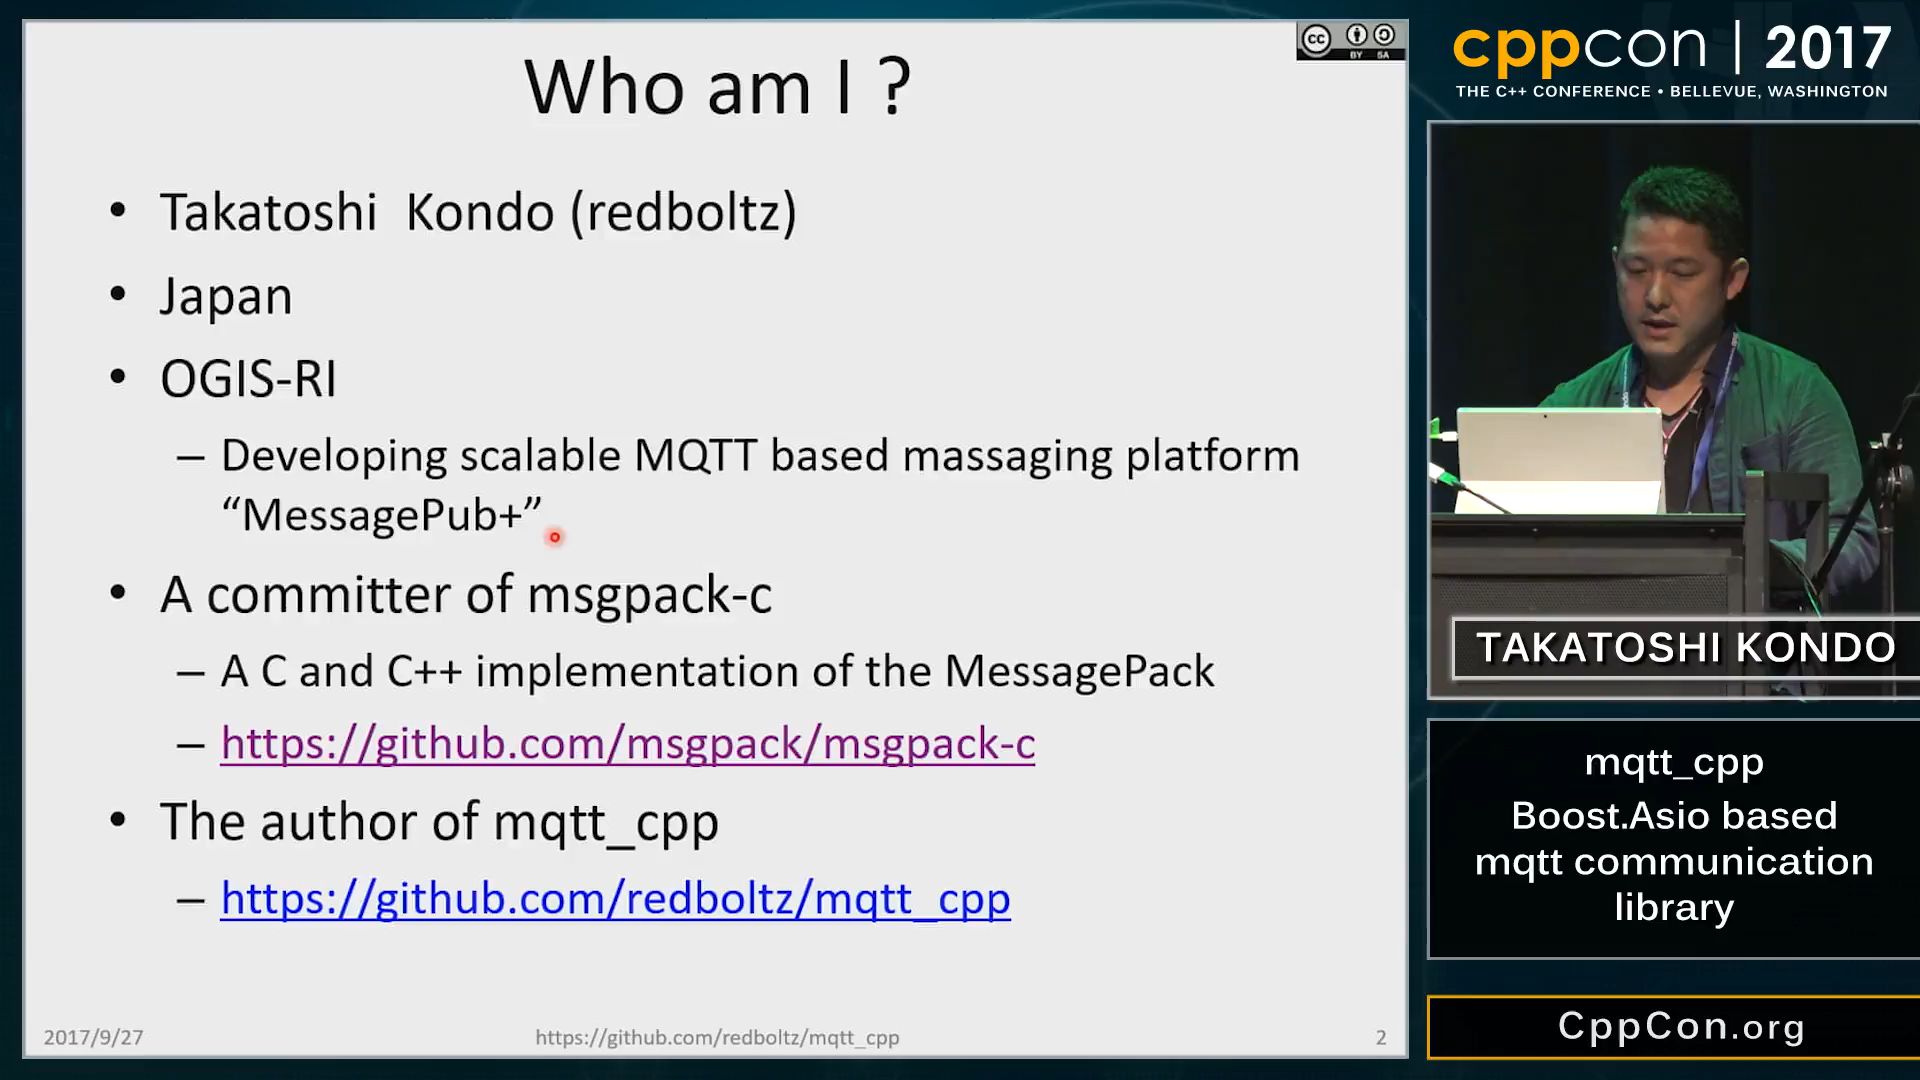 Who am I ?
cc BY SA
• Takatoshi Kondo (redboltz)
• Japan
• OGIS-RI
– Developing scalable MQTT based massaging platform
“MessagePub+”
• A committer of msgpack-c
– A C and C++ implementation of the MessagePack
– https://github.com/msgpack/msgpack-c
• The author of mqtt_cpp
– https://github.com/redboltz/mqtt_cpp
2017/9/27
https://github.com/redboltz/mqtt_cpp
2
cppcon | 2017
THE C++ CONFERENCE • BELLEVUE, WASHINGTON
TAKATOSHI KONDO
mqtt_cpp
Boost.Asio based
mqtt communication
library
CppCon.org